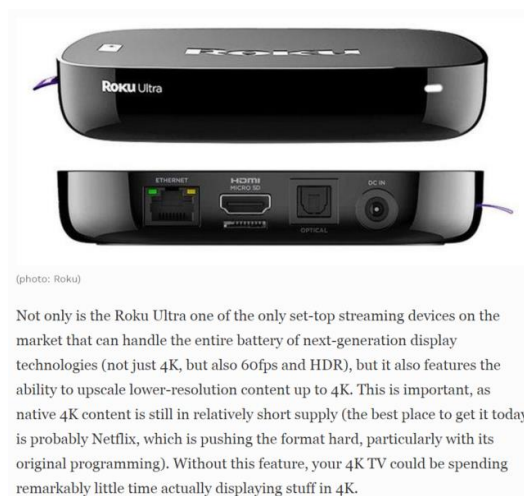 Roku
Roku Ultra
ETHERNET
HDMI
MICRO SD
OPTICAL
DC IN
(photo: Roku)
Not only is the Roku Ultra one of the only set-top streaming devices on the
market that can handle the entire battery of next-generation display
technologies (not just 4K, but also 60fps and HDR), but it also features the
ability to upscale lower-resolution content up to 4K. This is important, as
native 4K content is still in relatively short supply (the best place to get it today
is probably Netflix, which is pushing the format hard, particularly with its
original programming). Without this feature, your 4K TV could be spending
remarkably little time actually displaying stuff in 4K.